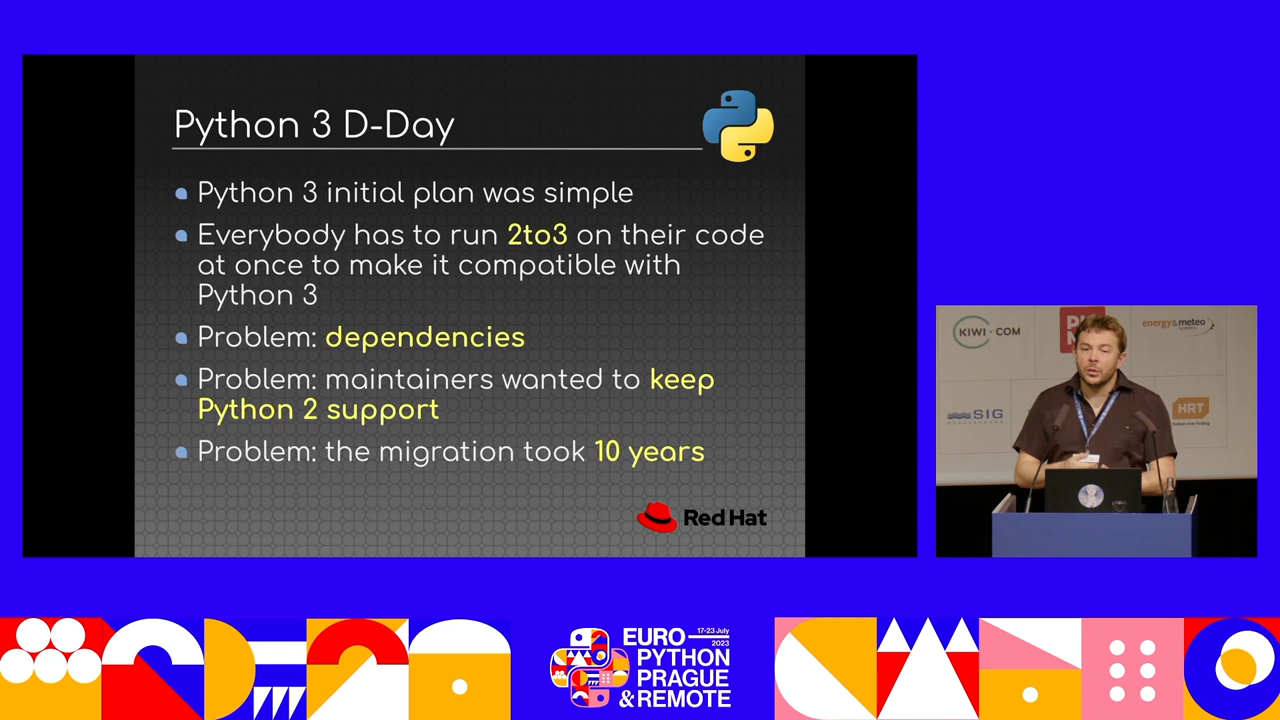 Python 3 D-Day
Python 3 initial plan was simple
Everybody has to run 2to3 on their code
at once to make it compatible with
Python 3
Problem: dependencies
Problem: maintainers wanted to keep
Python 2 support
Problem: the migration took 10 years
Red Hat
KIWI.COM
energy & meteo
systems
SIG
HRT
17-23 July
2023
EURO
PYTHON
PRAGUE
& REMOTE